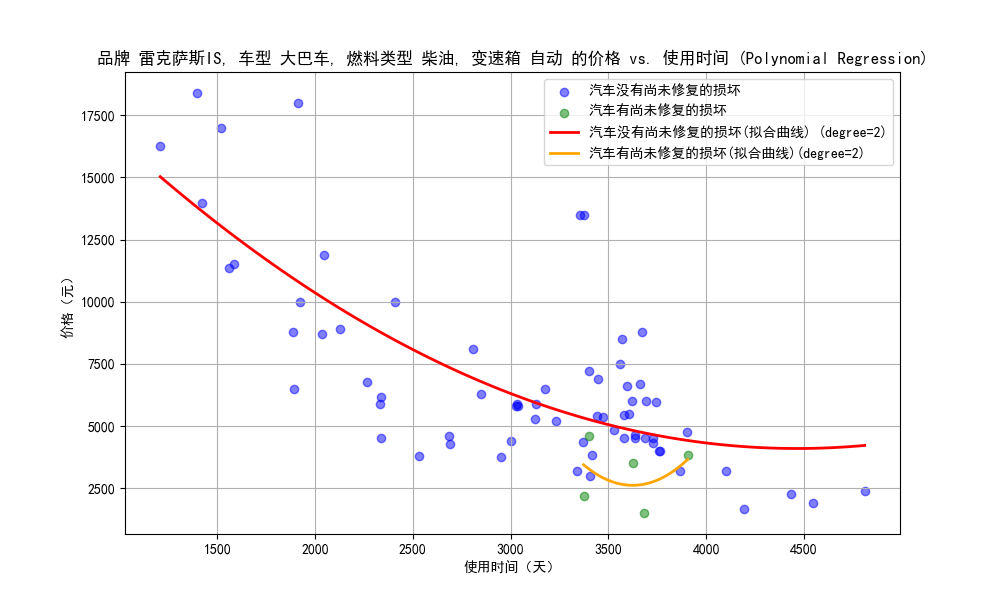 品牌 雷克萨斯IS, 车型 大巴车, 燃料类型 柴油, 变速箱 自动 的价格 vs. 使用时间 (Polynomial Regression)
汽车没有尚未修复的损坏
汽车有尚未修复的损坏
汽车没有尚未修复的损坏(拟合曲线) (degree=2)
汽车有尚未修复的损坏(拟合曲线)(degree=2)
价格（元）
17500
15000
12500
10000
7500
5000
2500
1500 2000 2500 3000 3500 4000 4500
使用时间（天）